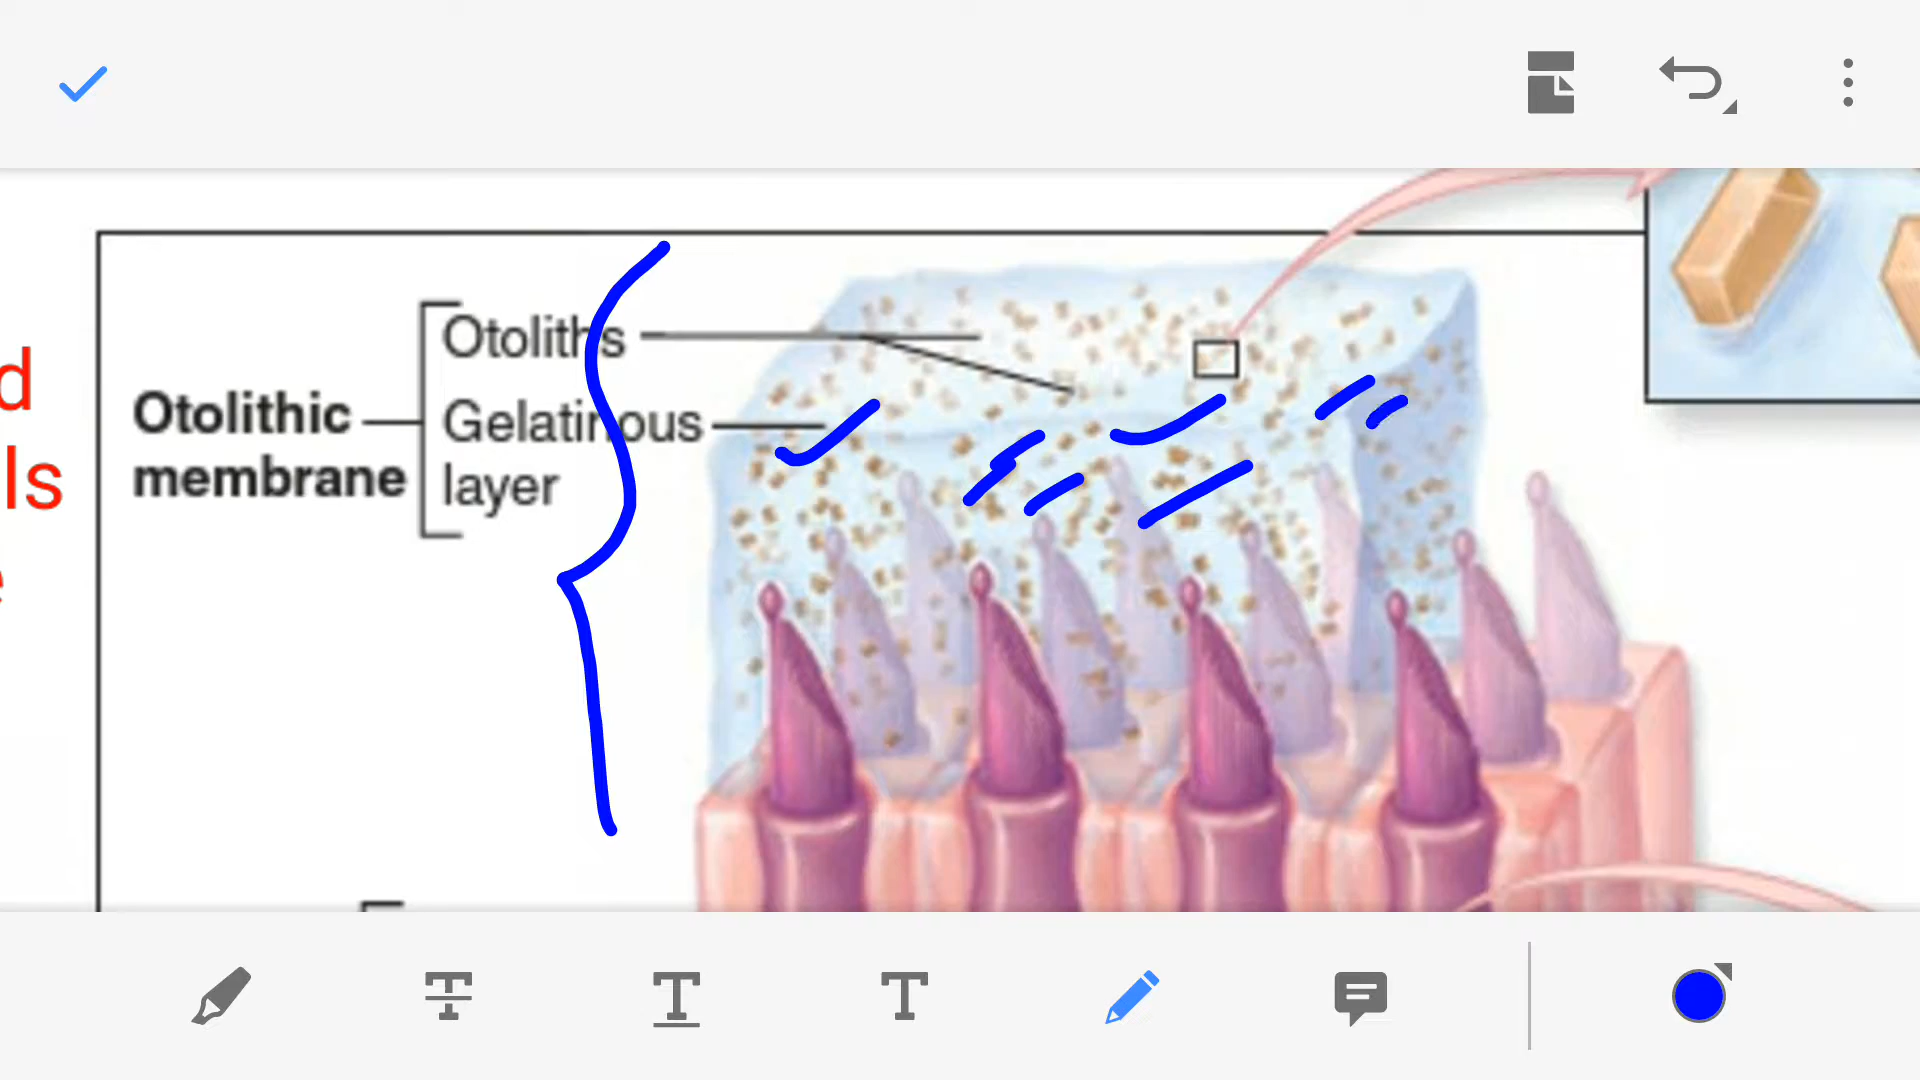 d
ls
e
Otoliths
Otolithic
membrane
Gelatinous
layer